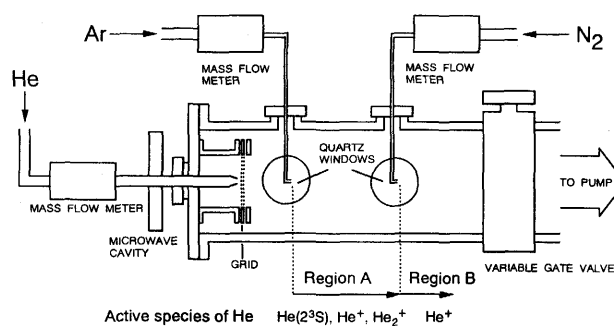 Ar
MASS FLOW
METER
MASS FLOW
METER
N2
He
MASS FLOW METER
MICROWAVE
CAVITY
QUARTZ
WINDOWS
GRID
TO PUMP
VARIABLE GATE VALVE
Region A
Region B
Active species of He He(2³S), He⁺, He₂⁺ He⁺